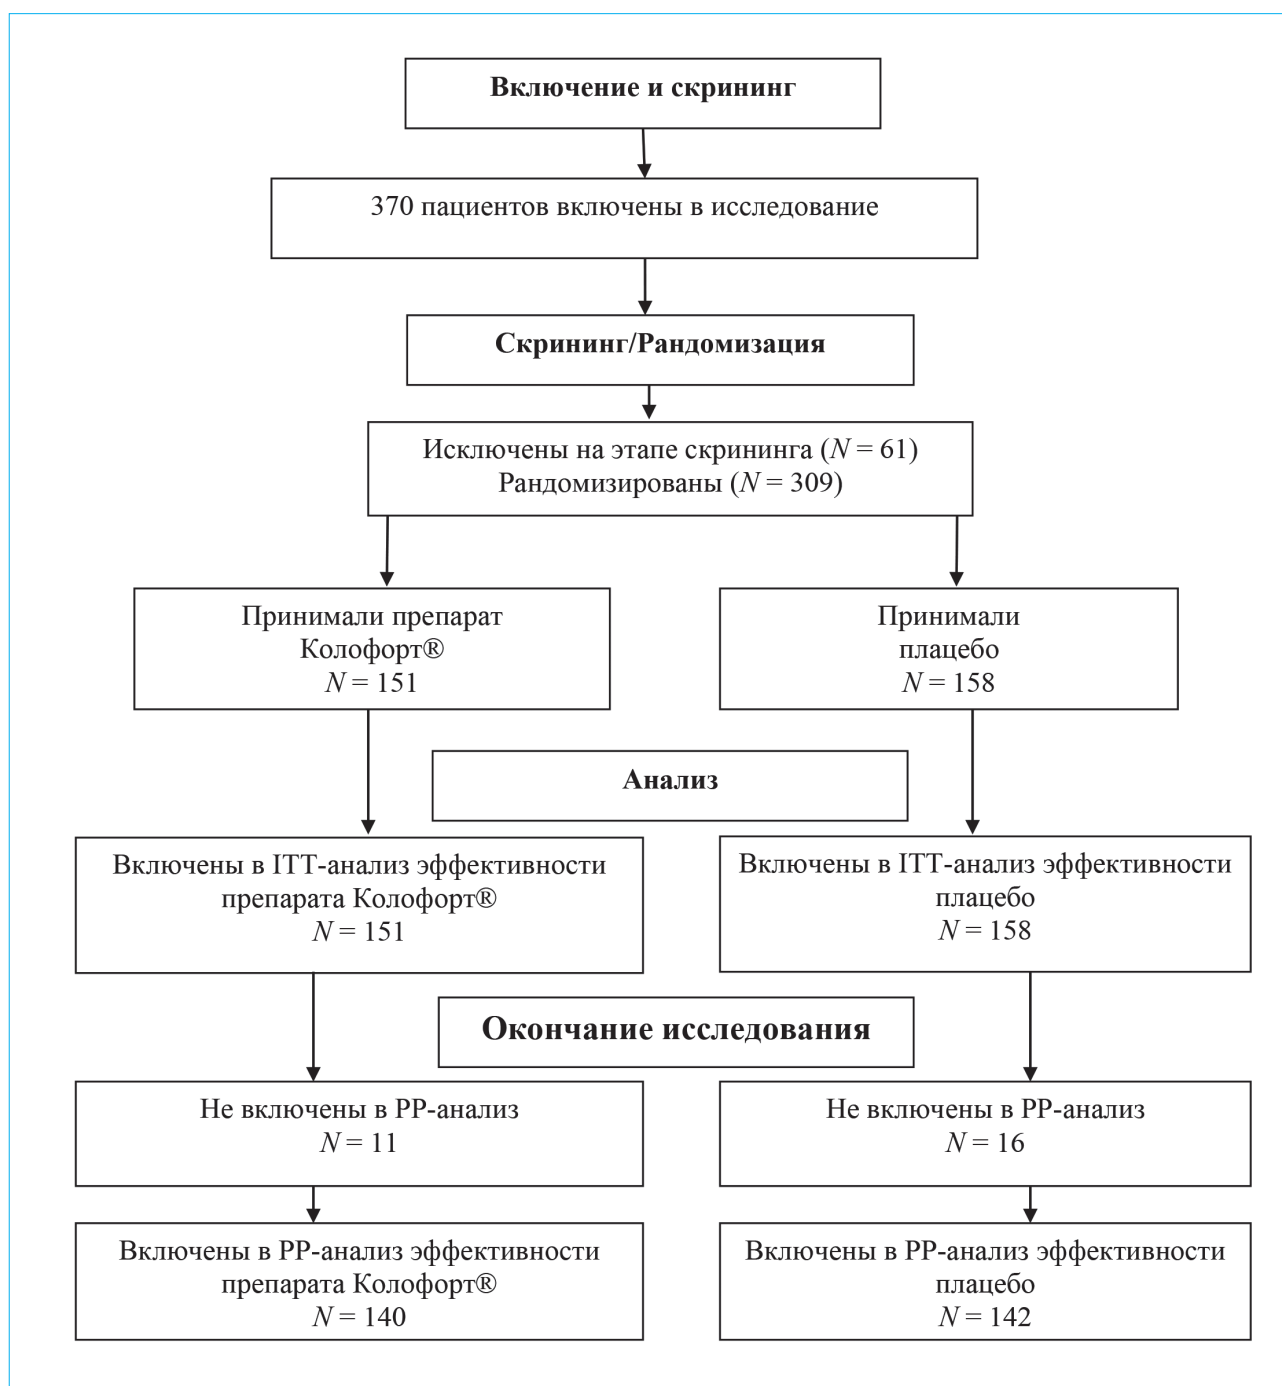 Включение и скрининг
370 пациентов включены в исследование
Скрининг/Рандомизация
Исключены на этапе скрининга (N = 61)
Рандомизированы (N = 309)
Принимали препарат
Колофорт®
N = 151
Принимали
плацебо
N = 158
Анализ
Включены в ITT-анализ эффективности
препарата Колофорт®
N = 151
Включены в ITT-анализ эффективности
плацебо
N = 158
Окончание исследования
Не включены в PP-анализ
N = 11
Не включены в PP-анализ
N = 16
Включены в PP-анализ эффективности
препарата Колофорт®
N = 140
Включены в PP-анализ эффективности
плацебо
N = 142